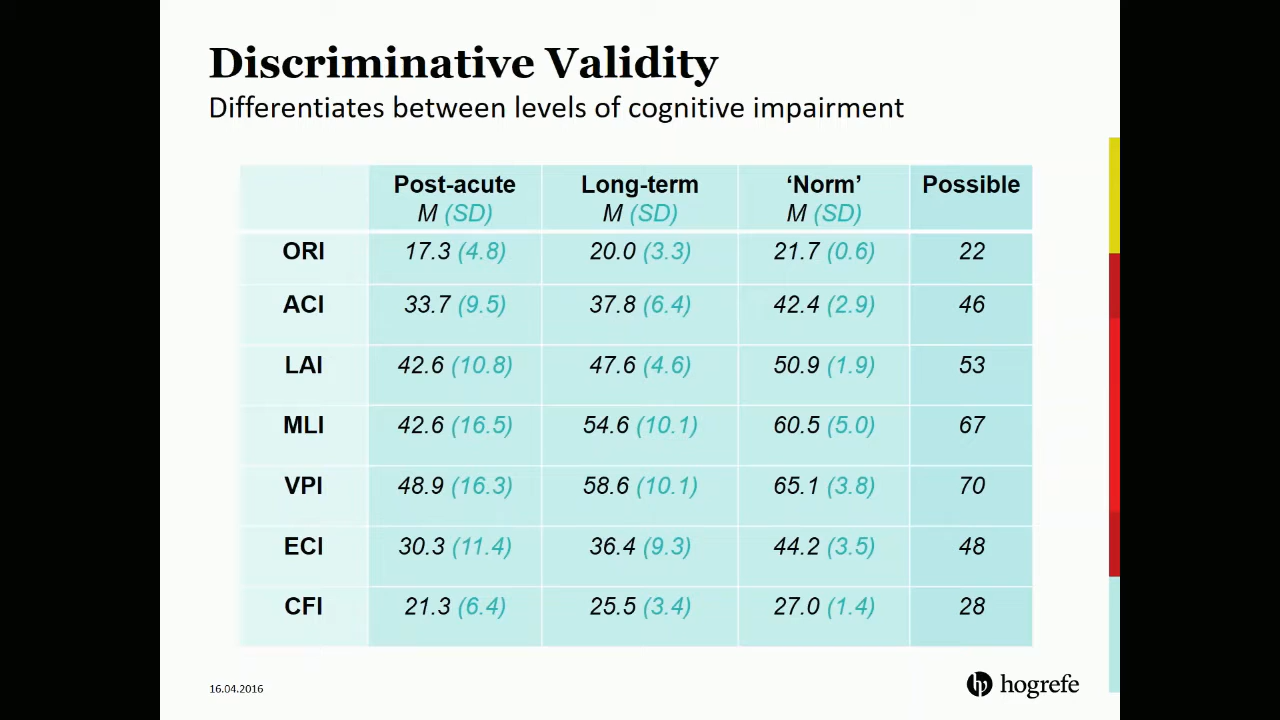 Discriminative Validity
Differentiates between levels of cognitive impairment
Post-acute Long-term ‘Norm’ Possible
M (SD) M (SD) M (SD)
ORI 17.3 (4.8) 20.0 (3.3) 21.7 (0.6) 22
ACI 33.7 (9.5) 37.8 (6.4) 42.4 (2.9) 46
LAI 42.6 (10.8) 47.6 (4.6) 50.9 (1.9) 53
MLI 42.6 (16.5) 54.6 (10.1) 60.5 (5.0) 67
VPI 48.9 (16.3) 58.6 (10.1) 65.1 (3.8) 70
ECI 30.3 (11.4) 36.4 (9.3) 44.2 (3.5) 48
CFI 21.3 (6.4) 25.5 (3.4) 27.0 (1.4) 28
16.04.2016
hogrefe